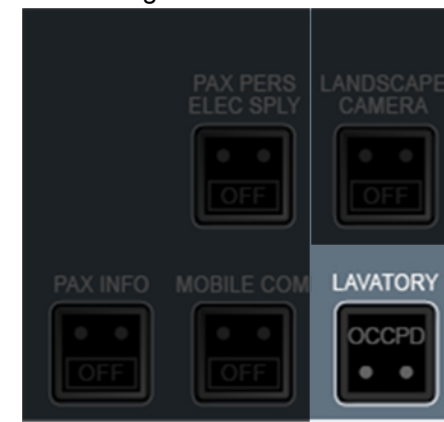 PAX PERS
ELEC SPLY
OFF
LANDSCAPE
CAMERA
OFF
PAX INFO
OFF
MOBILE COM
OFF
LAVATORY
OCCPD